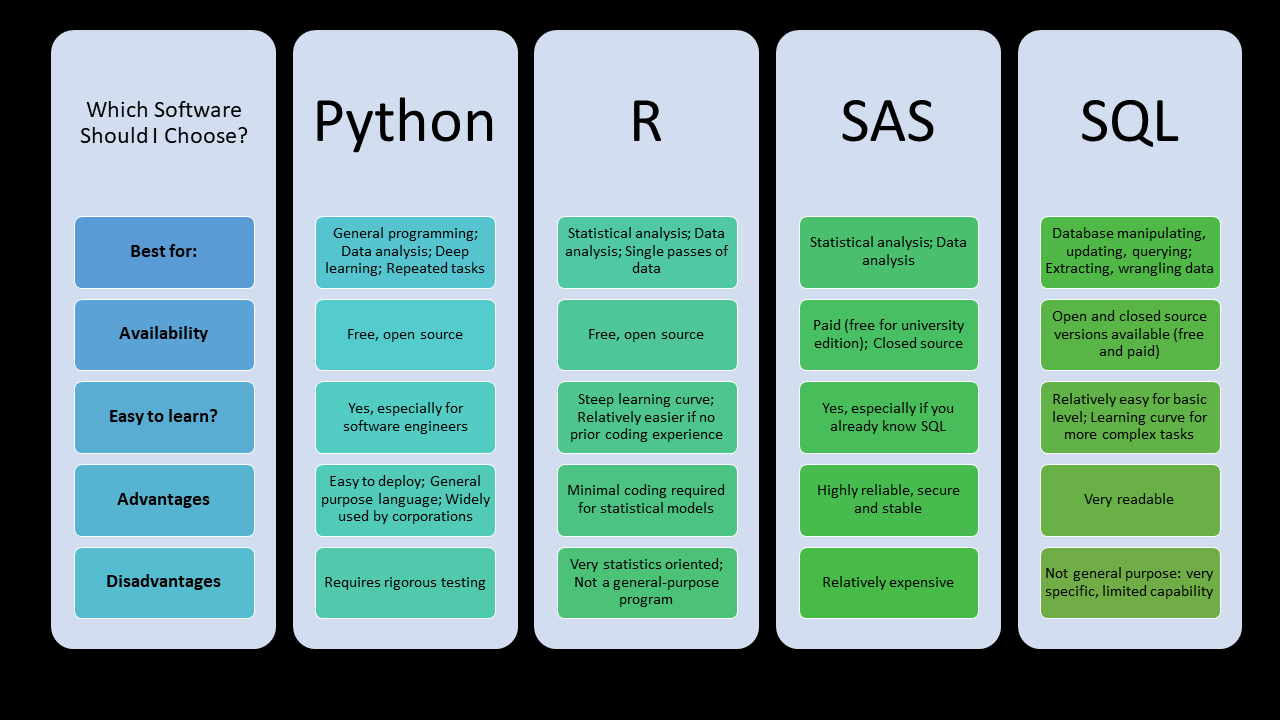 Which Software
Should I Choose?
Python
R
SAS
SQL
Best for:
General programming;
Data analysis; Deep
learning; Repeated tasks
Statistical analysis; Data
analysis; Single passes of
data
Statistical analysis; Data
analysis
Database manipulating,
updating, querying;
Extracting, wrangling data
Availability
Free, open source
Free, open source
Paid (free for university
edition); Closed source
Open and closed source
versions available (free
and paid)
Easy to learn?
Yes, especially for
software engineers
Steep learning curve;
Relatively easier if no
prior coding experience
Yes, especially if you
already know SQL
Relatively easy for basic
level; Learning curve for
more complex tasks
Advantages
Easy to deploy; General
purpose language; Widely
used by corporations
Minimal coding required
for statistical models
Highly reliable, secure
and stable
Very readable
Disadvantages
Requires rigorous testing
Very statistics oriented;
Not a general-purpose
program
Relatively expensive
Not general purpose: very
specific, limited capability